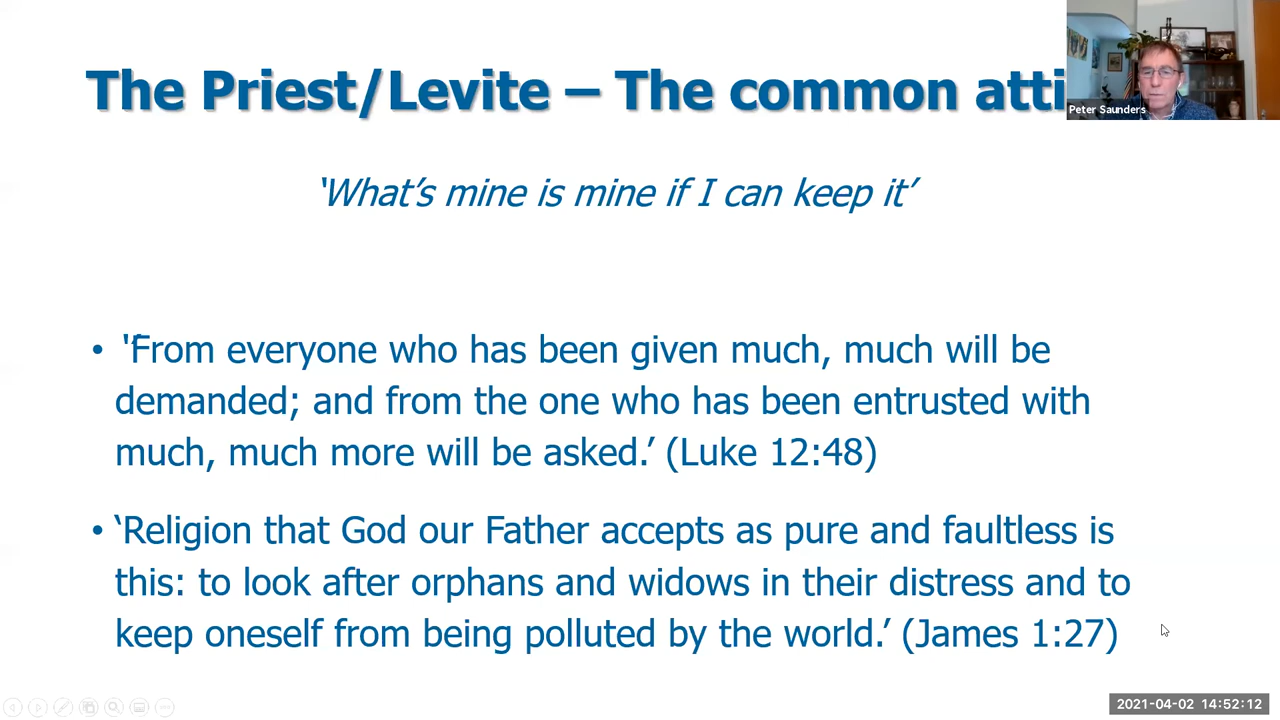 The Priest/Levite – The common atti
Peter Saunders
‘What’s mine is mine if I can keep it’
• ‘‘From everyone who has been given much, much will be
demanded; and from the one who has been entrusted with
much, much more will be asked.’ (Luke 12:48)
• ‘Religion that God our Father accepts as pure and faultless is
this: to look after orphans and widows in their distress and to
keep oneself from being polluted by the world.’ (James 1:27)
2021-04-02 14:52:12